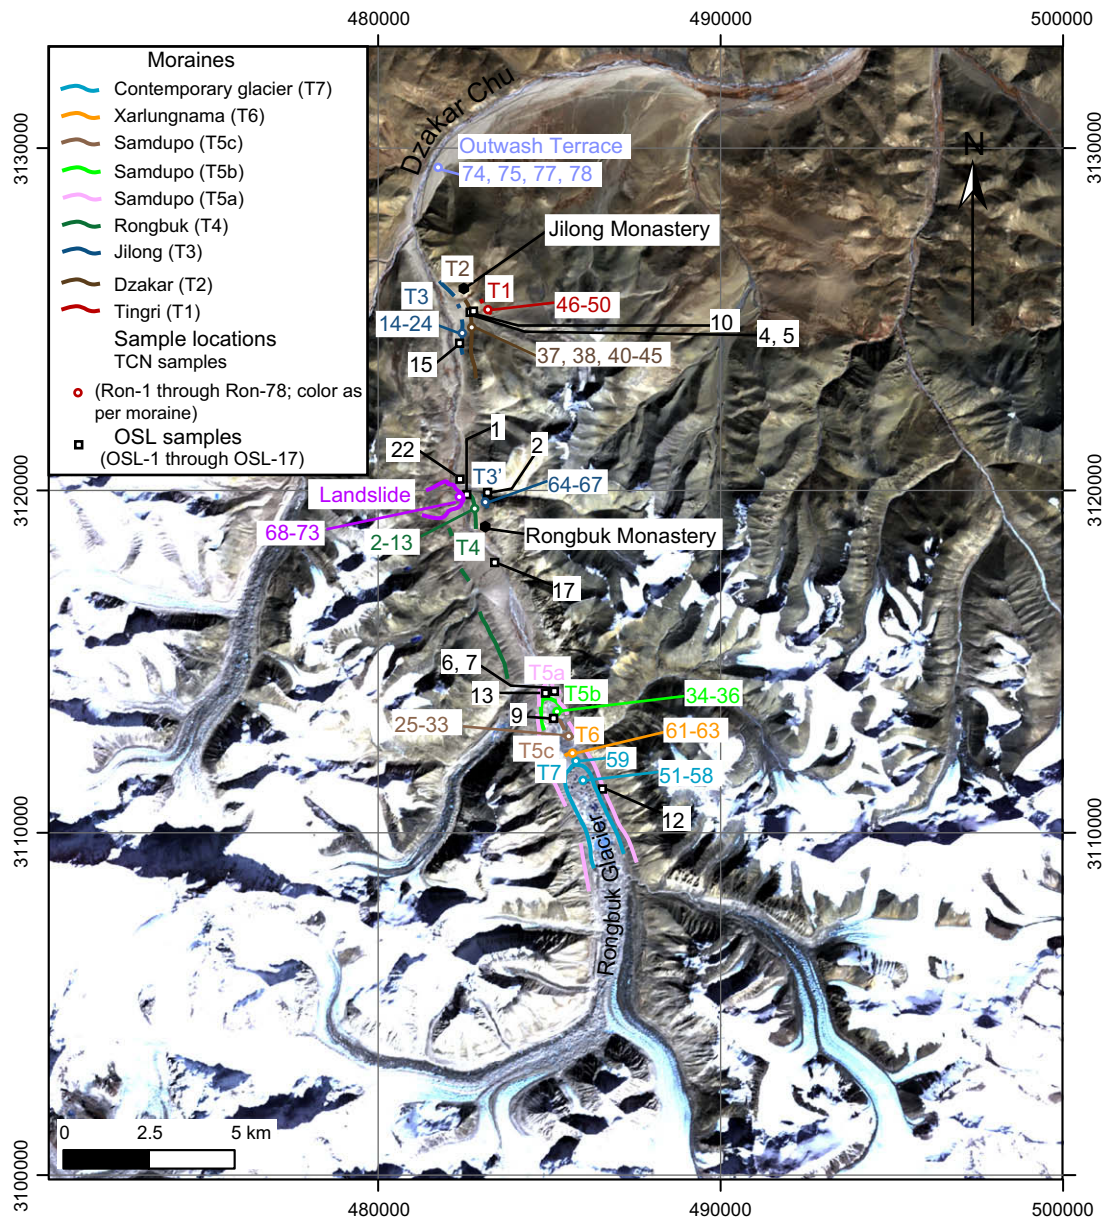 480000
490000
500000
Moraines
Contemporary glacier (T7)
Xarlungnama (T6)
Samdupo (T5c)
Samdupo (T5b)
Samdupo (T5a)
Rongbuk (T4)
Jilong (T3)
Dzakar (T2)
Tingri (T1)
Sample locations
TCN samples
(Ron-1 through Ron-78; color as
per moraine)
OSL samples
(OSL-1 through OSL-17)
Dzakar Chu
3130000
3130000
N
Outwash Terrace
74, 75, 77, 78
Jilong Monastery
T2
T1
T3
46-50
14-24
10
4, 5
15
37, 38, 40-45
1
22
2
T3'
64-67
3120000
3120000
Landslide
68-73
2-13
T4
Rongbuk Monastery
17
6, 7
T5a
13
T5b
34-36
9
25-33
T6
61-63
T5c
59
T7
51-58
12
3110000
3110000
Rongbuk Glacier
0
2.5
5 km
3100000
3100000
480000
490000
500000